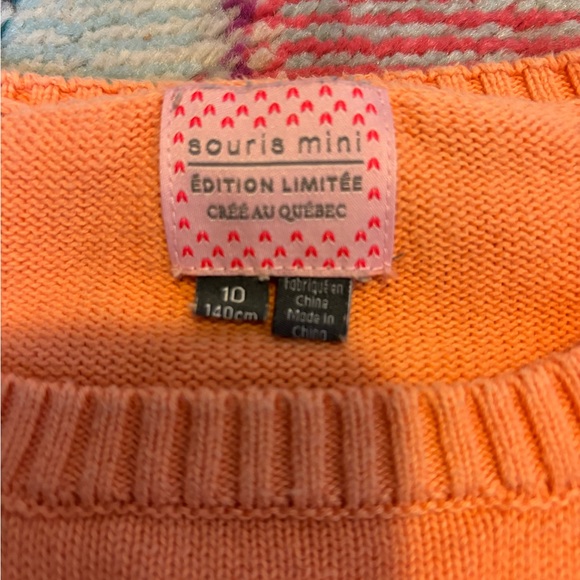 souris mini
ÉDITION LIMITÉE
CRÉÉ AU QUÉBEC
10
140cm
Fabriqué en
China
Made in
China